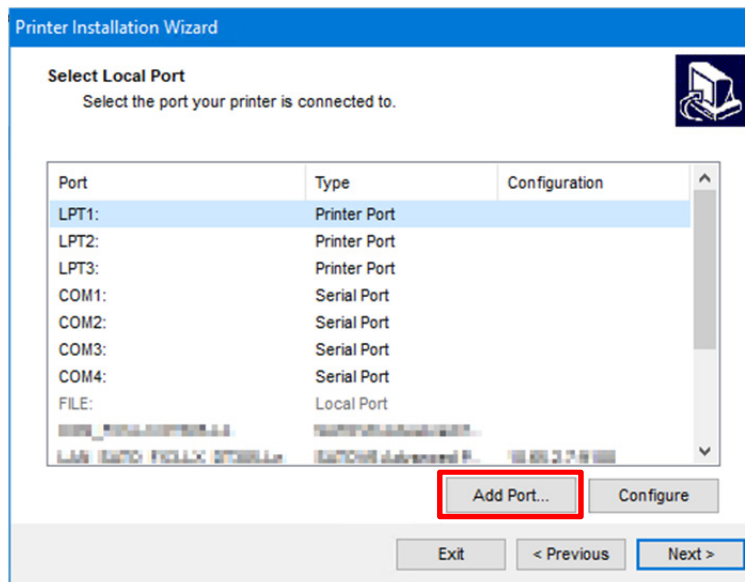 Printer Installation Wizard
Select Local Port
Select the port your printer is connected to.
Port Type Configuration
LPT1: Printer Port
LPT2: Printer Port
LPT3: Printer Port
COM1: Serial Port
COM2: Serial Port
COM3: Serial Port
COM4: Serial Port
FILE: Local Port
Add Port... Configure
Exit < Previous Next >